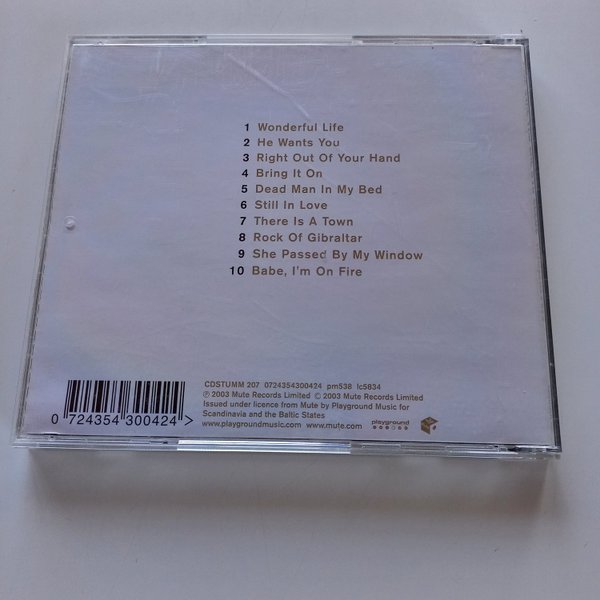 1 Wonderful Life
2 He Wants You
3 Right Out Of Your Hand
4 Bring It On
5 Dead Man In My Bed
6 Still In Love
7 There Is A Town
8 Rock Of Gibraltar
9 She Passed By My Window
10 Babe, I'm On Fire
CDSTUMM 207 0724354300424 pm538 lc5834
℗ 2003 Mute Records Limited © 2003 Mute Records Limited
Issued under licence from Mute by Playground Music for
Scandinavia and the Baltic States
www.playgroundmusic.com www.mute.com
playground
0 724354 300424 >